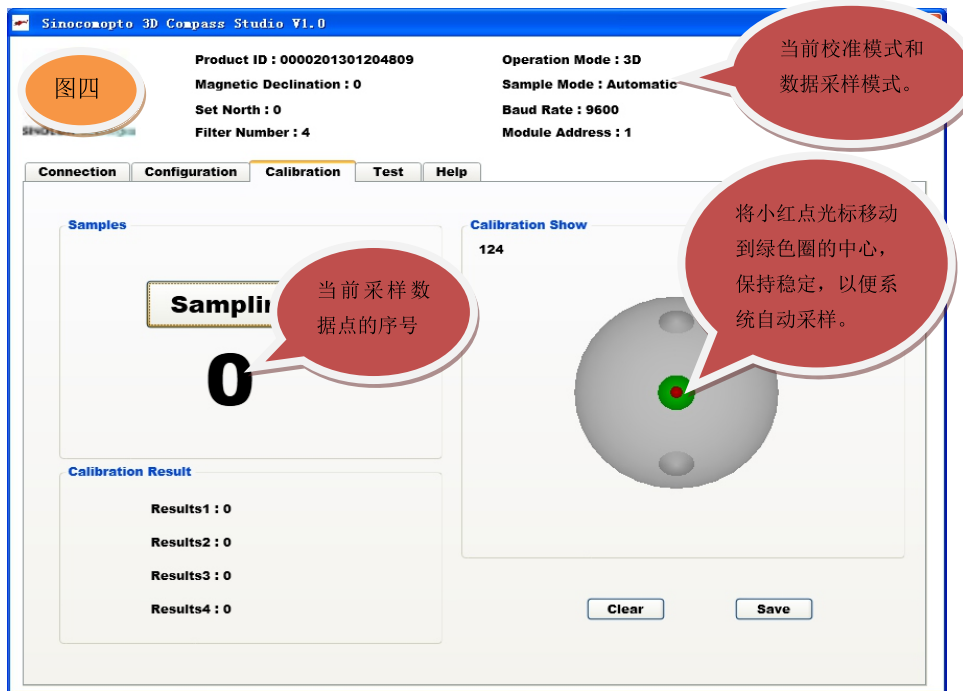 Sinocomopto 3D Compass Studio V1.0
图四
Product ID : 0000201301204809
Magnetic Declination : 0
Set North : 0
Filter Number : 4
Operation Mode : 3D
Sample Mode : Automatic
Baud Rate : 9600
Module Address : 1
当前校准模式和
数据采样模式。
Connection Configuration Calibration Test Help
Samples
当前采样数
据点的序号
0
Calibration Show
124
将小红点光标移动
到绿色圈的中心，
保持稳定，以便系
统自动采样。
Calibration Result
Results1 : 0
Results2 : 0
Results3 : 0
Results4 : 0
Clear
Save